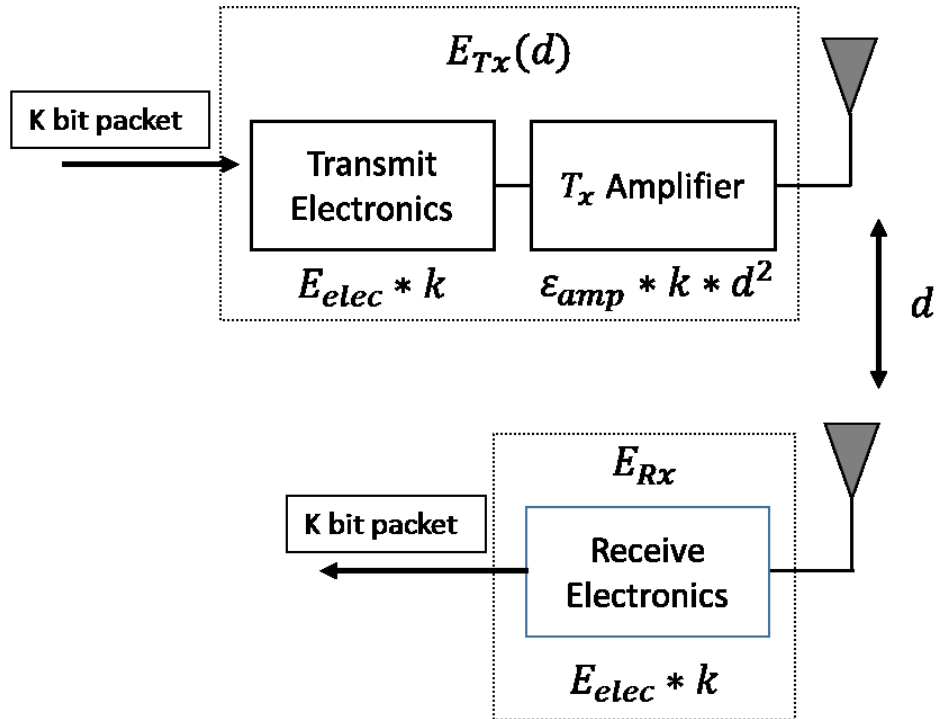 E_{Tx}(d)
K bit packet
Transmit
Electronics
T_x Amplifier
E_{elec} * k
ε_{amp} * k * d^2
d
E_{Rx}
K bit packet
Receive
Electronics
E_{elec} * k